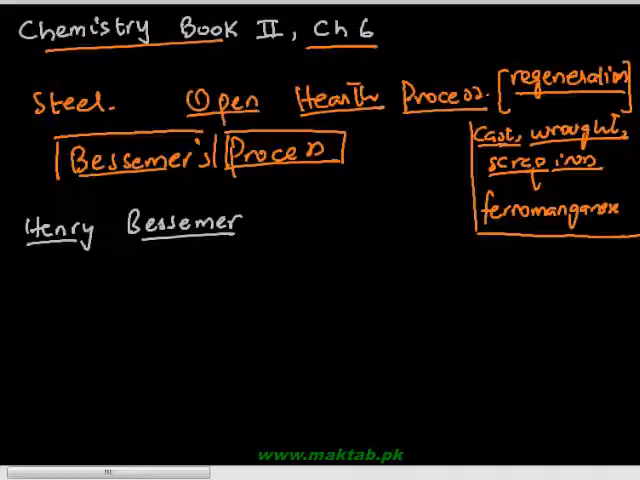 Chemistry Book II, Ch 6
Steel. Open Hearth Process. [regeneration]
cast, wrought,
scrap iron
ferromanganese
Bessemer's Process
Henry Bessemer
www.maktab.pk